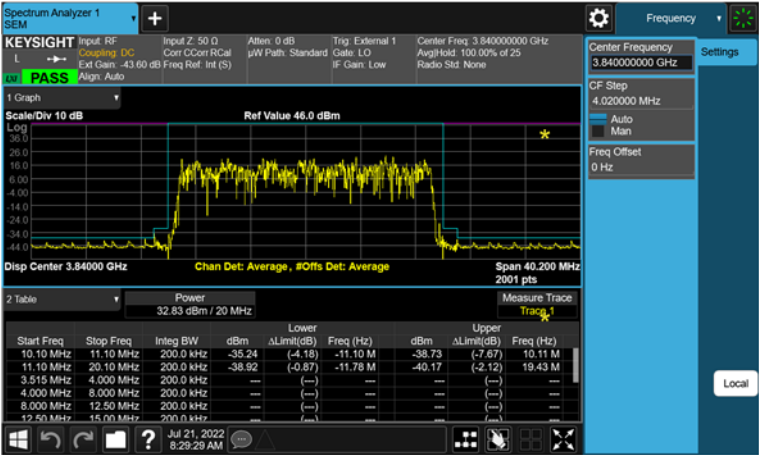 Spectrum Analyzer 1
SEM
Frequency
KEYSIGHT
L
PASS
Input: RF
Coupling: DC
Ext Gain: -43.60 dB
Align: Auto
Input Z: 50 Ω
Corr CCorr RCal
Freq Ref: Int (S)
Atten: 0 dB
µW Path: Standard
Trig: External 1
Gate: LO
IF Gain: Low
Center Freq: 3.840000000 GHz
Avg|Hold: 100.00% of 25
Radio Std: None
1 Graph
Scale/Div 10 dB
Ref Value 46.0 dBm
Log
36.0
26.0
16.0
6.00
-4.00
-14.0
-24.0
-34.0
-44.0
Disp Center 3.84000 GHz
Chan Det: Average, #Offs Det: Average
Span 40.200 MHz
2001 pts
2 Table
Power
32.83 dBm / 20 MHz
Measure Trace
Trace 1
Lower Upper
Start Freq Stop Freq Integ BW dBm ΔLimit(dB) Freq (Hz) dBm ΔLimit(dB) Freq (Hz)
10.10 MHz 11.10 MHz 200.0 kHz -35.24 (-4.18) -11.10 M -38.73 (-7.67) 10.11 M
11.10 MHz 20.10 MHz 200.0 kHz -38.92 (-0.87) -11.78 M -40.17 (-2.12) 19.43 M
3.515 MHz 4.000 MHz 200.0 kHz --- (---) --- --- (---) ---
4.000 MHz 8.000 MHz 200.0 kHz --- (---) --- --- (---) ---
8.000 MHz 12.50 MHz 200.0 kHz --- (---) --- --- (---) ---
12.50 MHz 15.00 MHz 200.0 kHz --- (---) --- --- (---) ---
Jul 21, 2022
8:29:29 AM
Center Frequency
3.840000000 GHz
Settings
CF Step
4.020000 MHz
Auto
Man
Freq Offset
0 Hz
Local